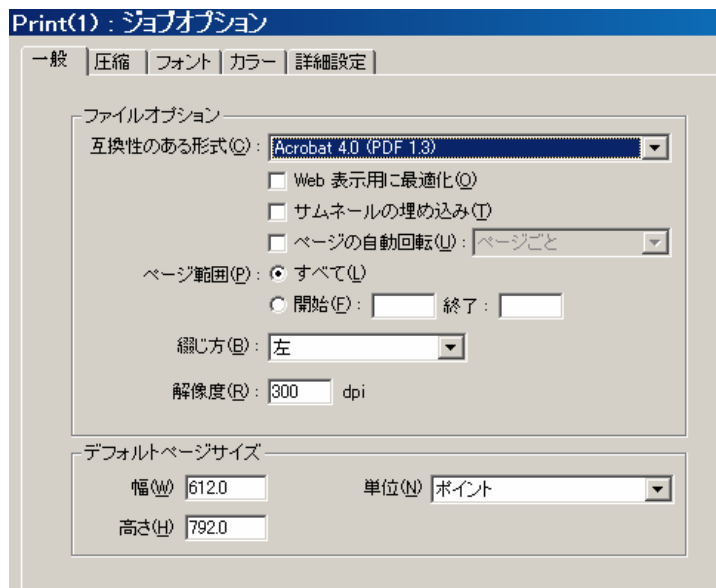 Print(1) : ジョブオプション
一般 圧縮 フォント カラー 詳細設定
ファイルオプション
互換性のある形式(C) : Acrobat 4.0 (PDF 1.3)
Web 表示用に最適化(O)
サムネールの埋め込み(T)
ページの自動回転(U) : ページごと
ページ範囲(P) : すべて(L)
開始(F) : 終了 :
綴じ方(B) : 左
解像度(R) : 300 dpi
デフォルトページサイズ
幅(W) 612.0 単位(N) ポイント
高さ(H) 792.0